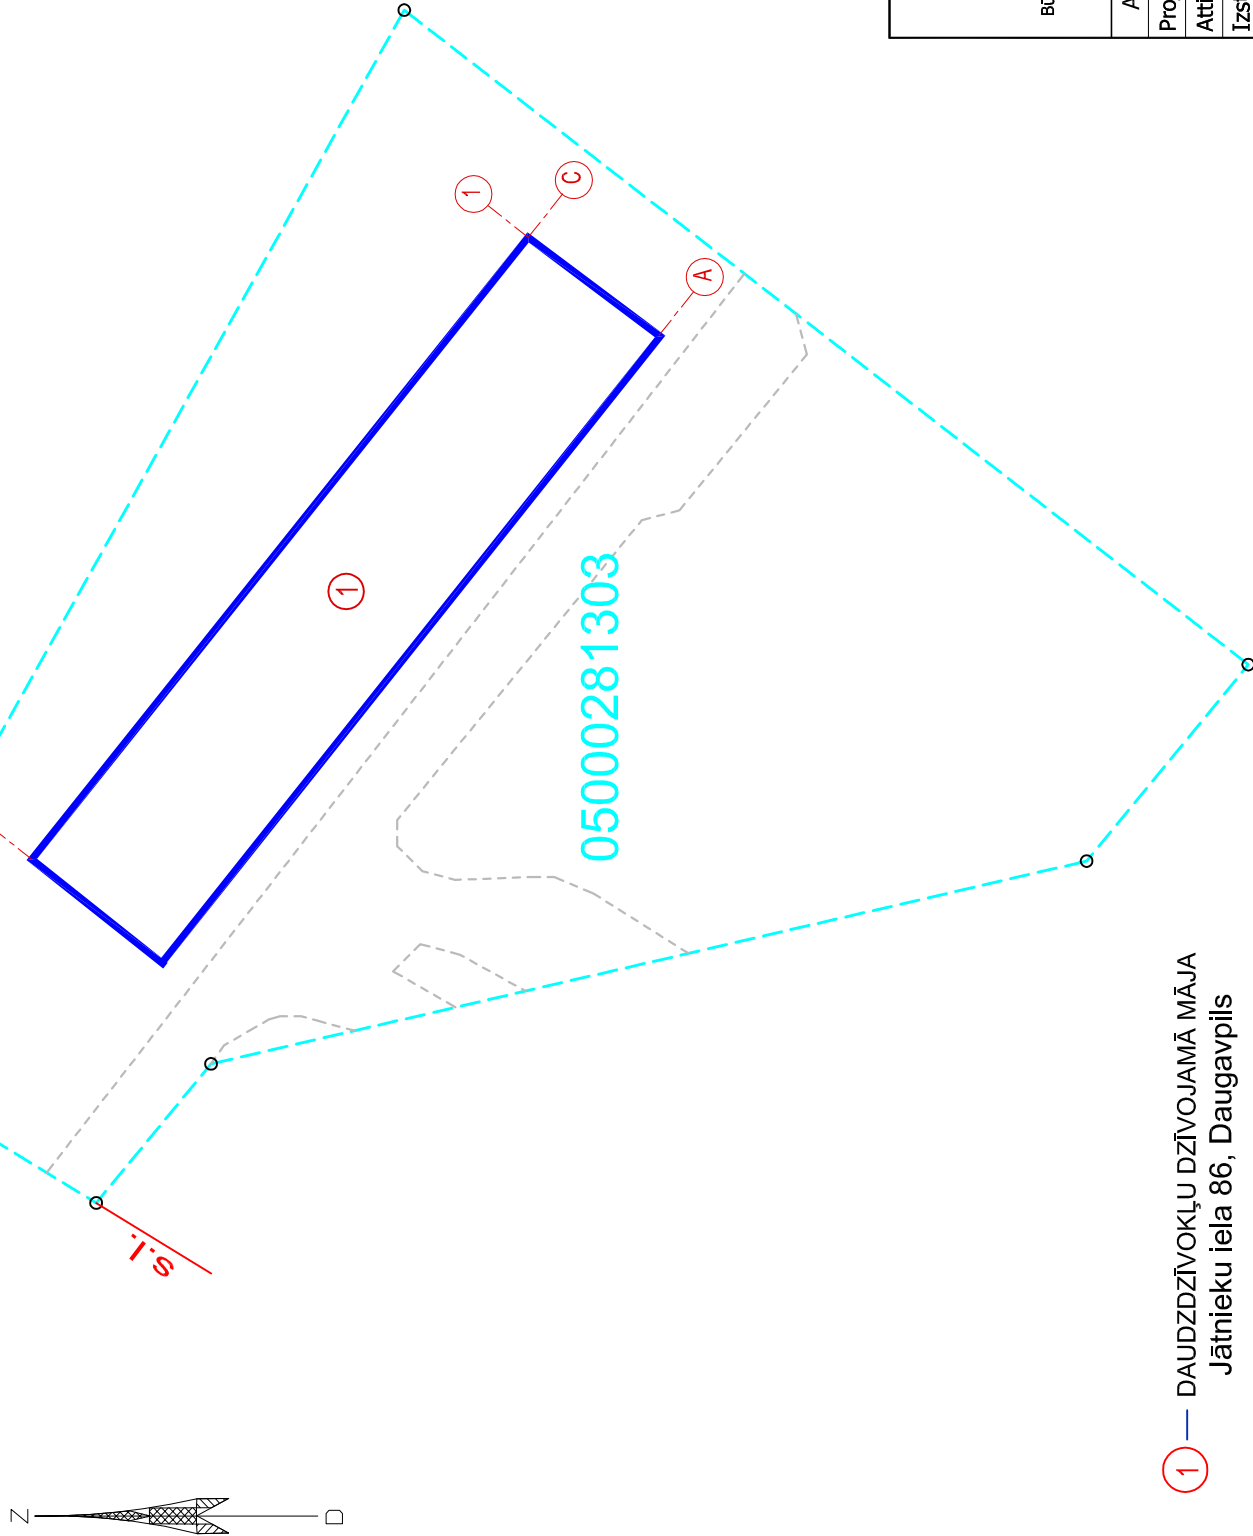 1
C
A
1
05000281303
s.l.
Z
D
1 — DAUDZDZĪVOKĻU DZĪVOJAMĀ MĀJA
Jātnieku iela 86, Daugavpils